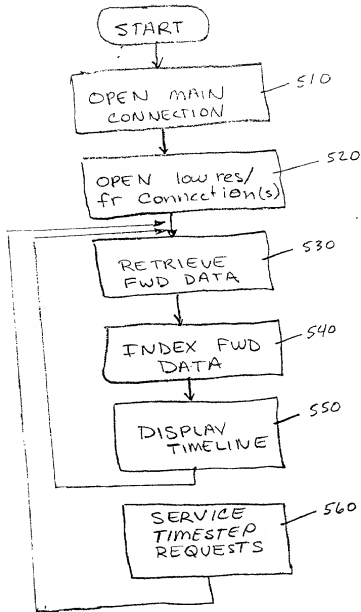 START
OPEN MAIN
CONNECTION
510
OPEN low res/
fr Connection(s)
520
RETRIEVE
FWD DATA
530
INDEX FWD
DATA
540
DISPLAY
TIMELINE
550
SERVICE
TIMESTEP
REQUESTS
560